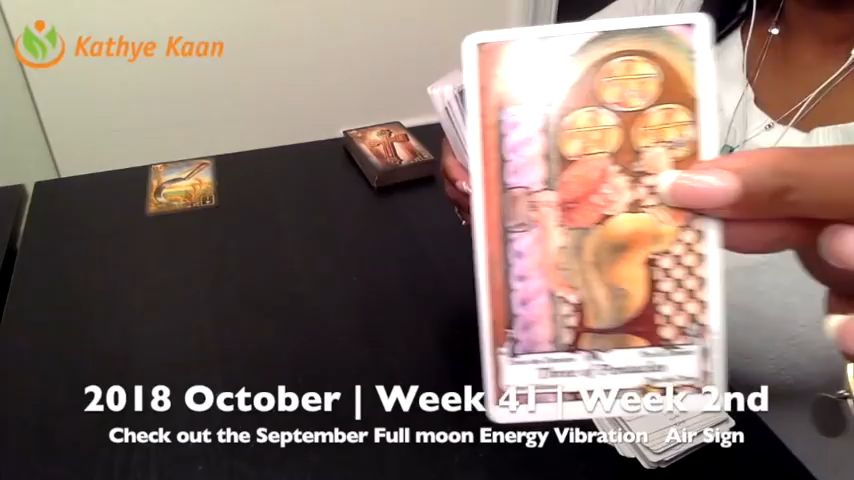 Kathye Kaan
2018 October | Week 41 | Week 2nd
Check out the September Full moon Energy Vibration Air Sign